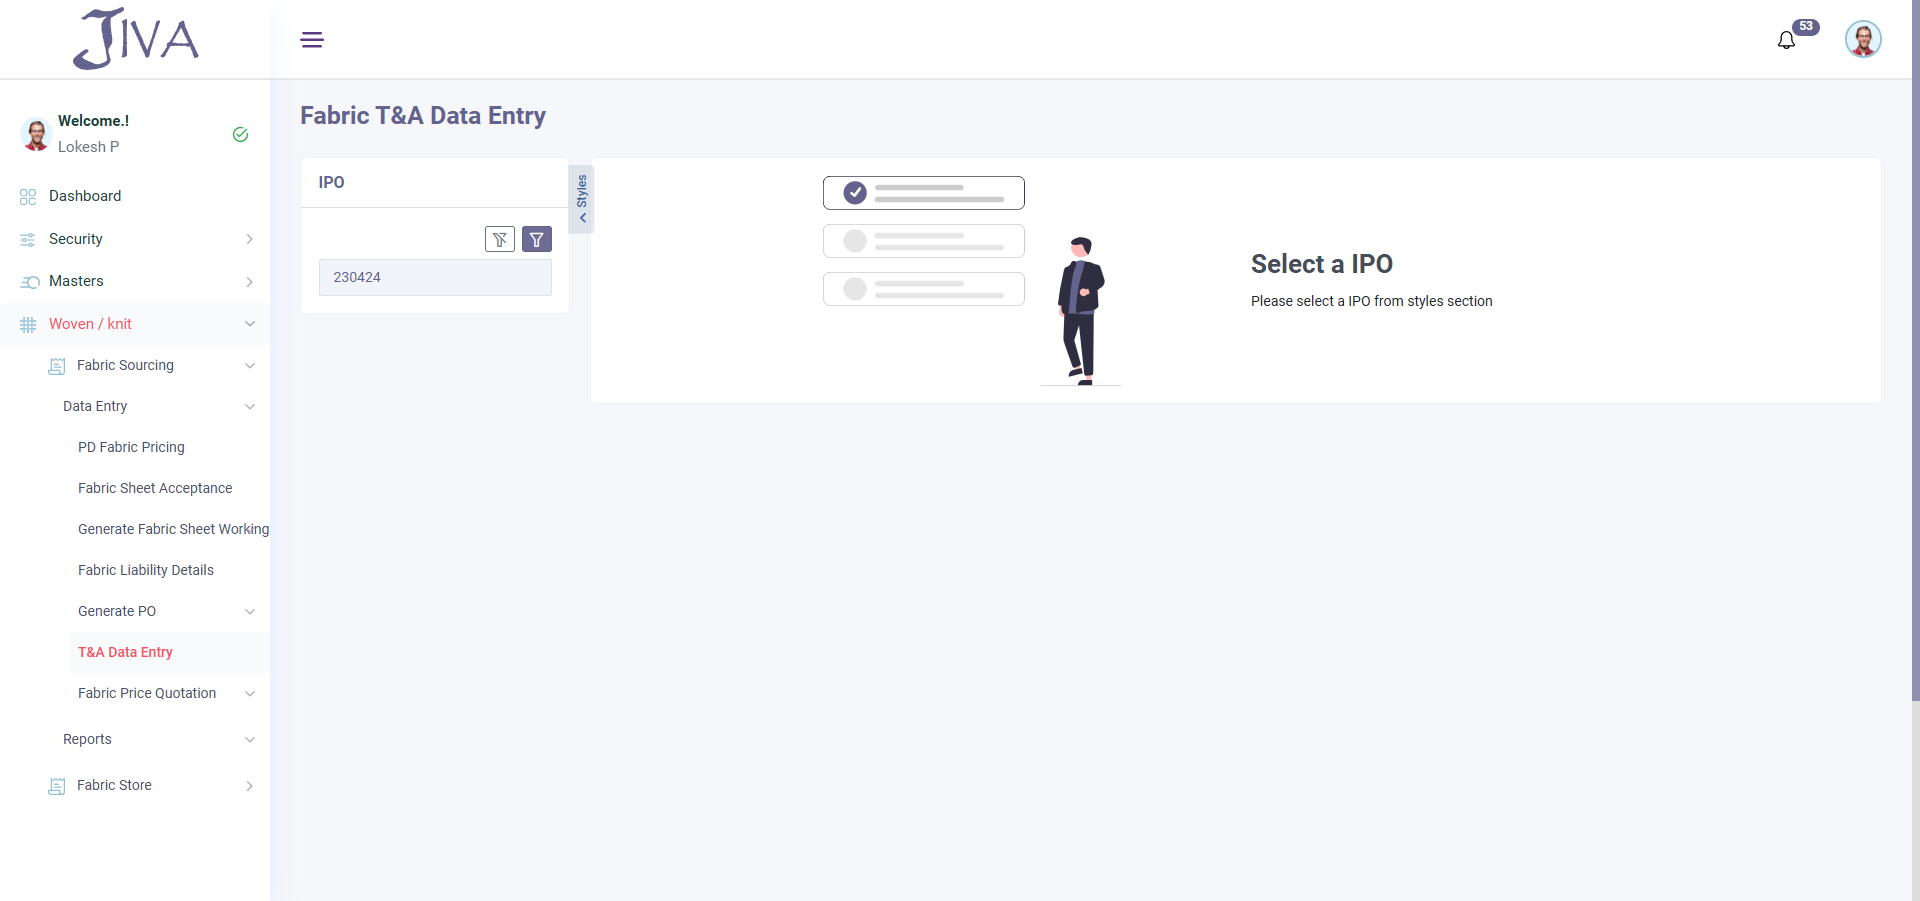 JIVA
53
Welcome.!
Lokesh P
Dashboard
Security
Masters
Woven / knit
Fabric Sourcing
Data Entry
PD Fabric Pricing
Fabric Sheet Acceptance
Generate Fabric Sheet Working
Fabric Liability Details
Generate PO
T&A Data Entry
Fabric Price Quotation
Reports
Fabric Store
Fabric T&A Data Entry
IPO
230424
Styles
Select a IPO
Please select a IPO from styles section